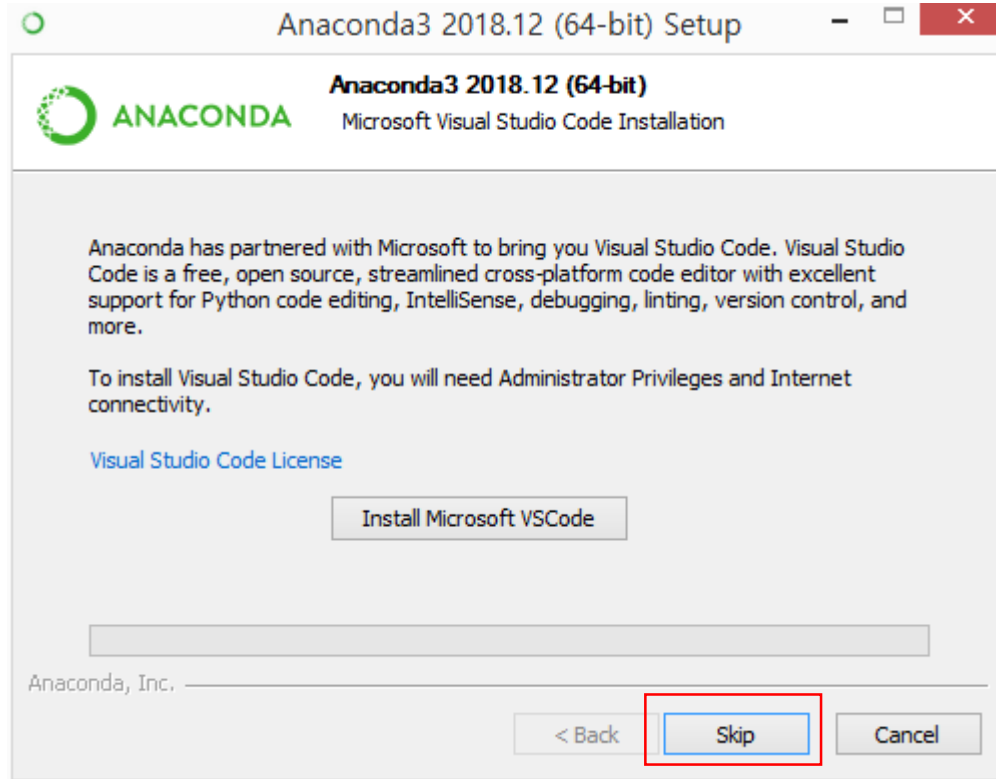 Anaconda3 2018.12 (64-bit) Setup
ANACONDA
Anaconda3 2018.12 (64-bit)
Microsoft Visual Studio Code Installation
Anaconda has partnered with Microsoft to bring you Visual Studio Code. Visual Studio
Code is a free, open source, streamlined cross-platform code editor with excellent
support for Python code editing, IntelliSense, debugging, linting, version control, and
more.
To install Visual Studio Code, you will need Administrator Privileges and Internet
connectivity.
Visual Studio Code License
Install Microsoft VSCode
Anaconda, Inc.
< Back
Skip
Cancel